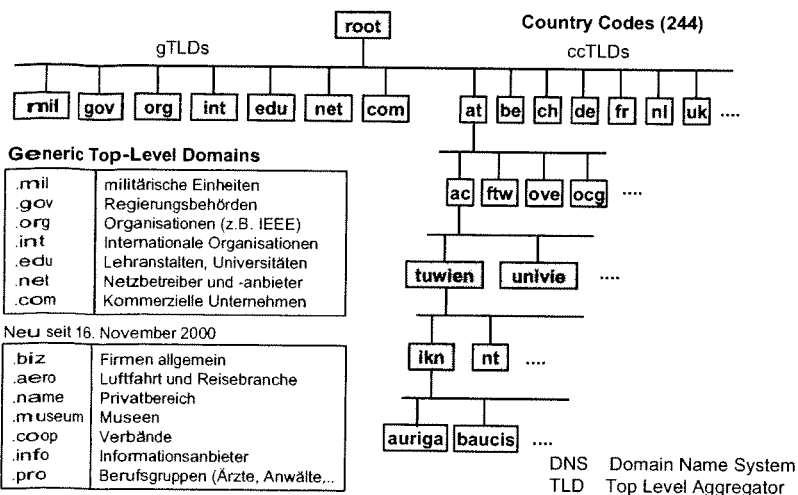 root
Country Codes (244)
gTLDs
ccTLDs
mil gov org int edu net com at be ch de fr nl uk ....
Generic Top-Level Domains
.mil militärische Einheiten
.gov Regierungsbehörden
.org Organisationen (z.B. IEEE)
.int Internationale Organisationen
.edu Lehranstalten, Universitäten
.net Netzbetreiber und -anbieter
.com Kommerzielle Unternehmen
Neu seit 16. November 2000
.biz Firmen allgemein
.aero Luftfahrt und Reisebranche
.name Privatbereich
.museum Museen
.coop Verbände
.info Informationsanbieter
.pro Berufsgruppen (Ärzte, Anwälte,..
ac ftw ove ocg ....
tuwien univie ....
ikn nt ....
auriga baucis ....
DNS Domain Name System
TLD Top Level Aggregator